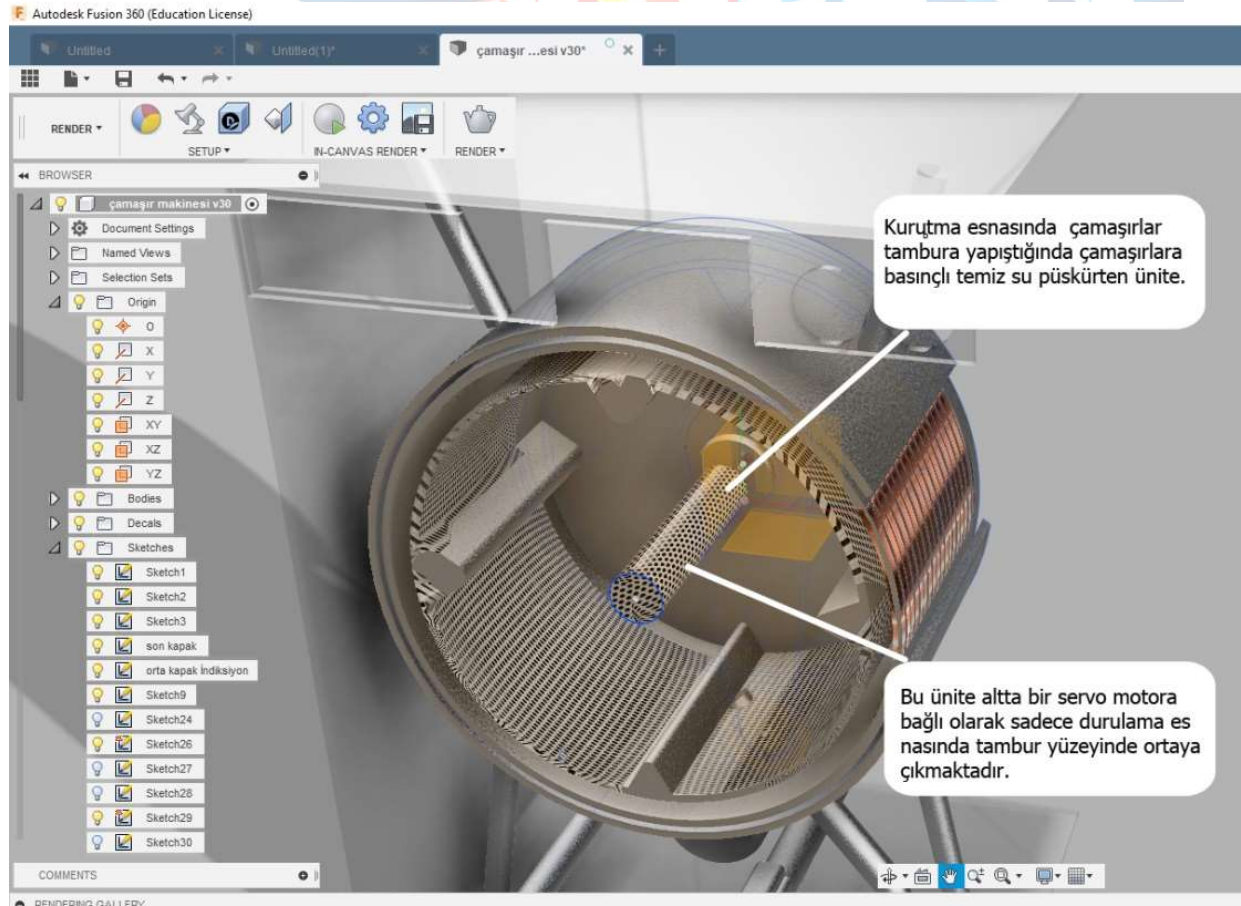 Autodesk Fusion 360 (Education License)
Untitled
Untitled(1)*
çamaşır ...esi v30*
RENDER
SETUP
IN-CANVAS RENDER
RENDER
BROWSER
çamaşır makinesi v30
Document Settings
Named Views
Selection Sets
Origin
O
X
Y
Z
XY
XZ
YZ
Bodies
Decals
Sketches
Sketch1
Sketch2
Sketch3
son kapak
orta kapak İndiksiyon
Sketch9
Sketch24
Sketch26
Sketch27
Sketch28
Sketch29
Sketch30
COMMENTS
RENDERING GALLERY
Kurutma esnasında çamaşırlar
tambura yapıştığında çamaşırlara
basınçlı temiz su püskürten ünite.
Bu ünite altta bir servo motora
bağlı olarak sadece durulama es
nasında tambur yüzeyinde ortaya
çıkmaktadır.